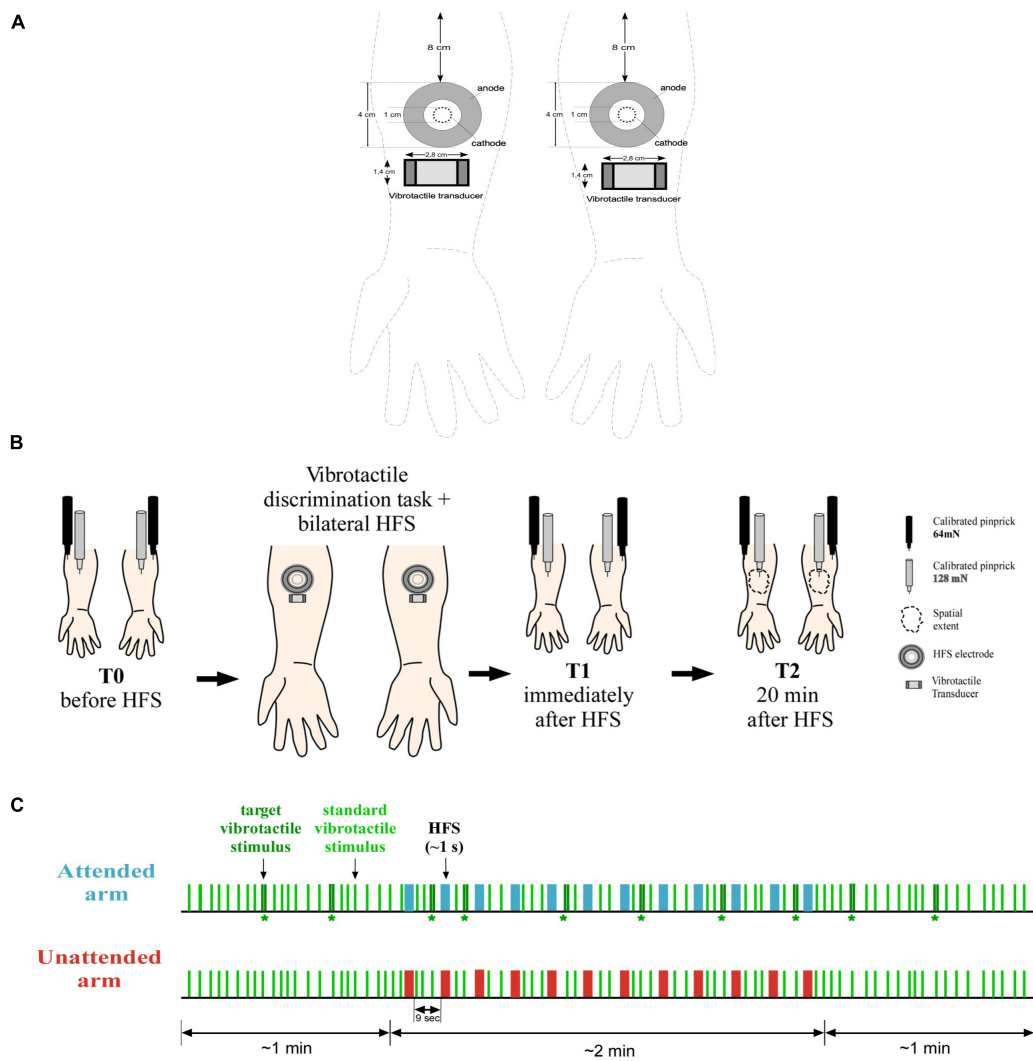 A
8 cm
8 cm
anode
anode
4 cm
1 cm
4 cm
1 cm
cathode
cathode
2,8 cm
2,8 cm
1,4 cm
1,4 cm
Vibrotactile transducer
Vibrotactile transducer
B
Vibrotactile
discrimination task +
bilateral HFS
Calibrated pinprick
64mN
Calibrated pinprick
128 mN
Spatial
extent
HFS electrode
Vibrotactile
Transducer
T0
before HFS
T1
immediately
after HFS
T2
20 min
after HFS
C
target
vibrotactile
stimulus
standard
vibrotactile
stimulus
HFS
(~1 s)
Attended
arm
* * * * * * * * * *
Unattended
arm
9 sec
~1 min
~2 min
~1 min